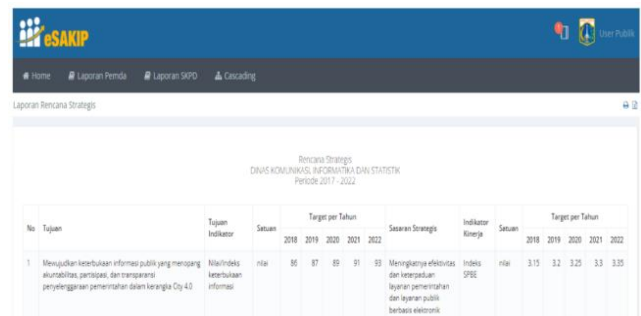 eSAKIP
User Publik
Home Laporan Pemda Laporan SKPD Cascading
Laporan Rencana Strategis
Rencana Strategis
DINAS KOMUNIKASI, INFORMATIKA DAN STATISTIK
Periode 2017 - 2022
No Tujuan Tujuan Indikator Satuan Target per Tahun Sasaran Strategis Indikator Kinerja Satuan Target per Tahun
2018 2019 2020 2021 2022 2018 2019 2020 2021 2022
1 Mewujudkan keterbukaan informasi publik yang menopang Nilai/Indeks nilai 86 87 89 91 93 Meningkatnya efektivitas Indeks nilai 3.15 3.2 3.25 3.3 3.35
akuntabilitas, partisipasi, dan transparansi keterbukaan dan keterpaduan SPBE
penyelenggaraan pemerintahan dalam kerangka City 4.0 informasi layanan pemerintahan
dan layanan publik
berbasis elektronik